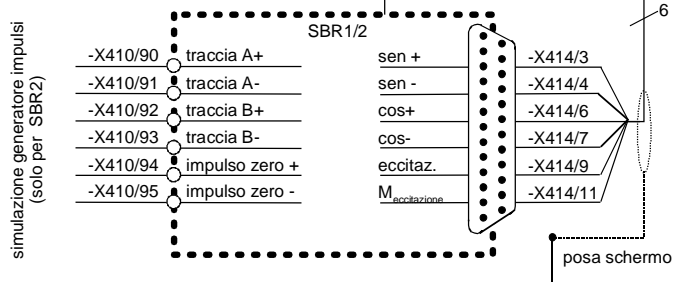 6
SBR1/2
simulazione generatore impulsi
(solo per SBR2)
-X410/90 traccia A+
-X410/91 traccia A-
-X410/92 traccia B+
-X410/93 traccia B-
-X410/94 impulso zero +
-X410/95 impulso zero -
sen + -X414/3
sen - -X414/4
cos+ -X414/6
cos- -X414/7
eccitaz. -X414/9
Meccitazione -X414/11
posa schermo